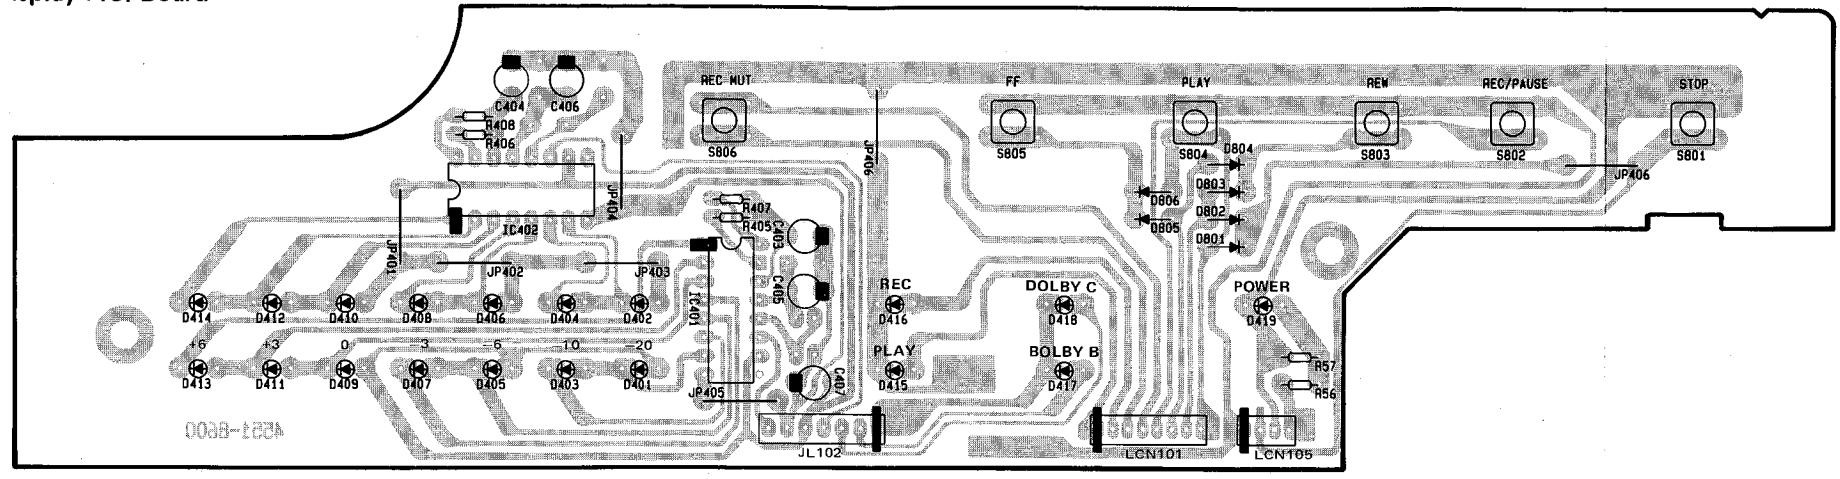 REC MUT FF PLAY REW REC/PAUSE STOP
C404 C406
R408
R406
S806 S805 S804 D804 S803 S802 S801
JP406 JP406
D803
D806
D802
D805
D801
JP404
IC402
R407
R405
C403
JP401
JP402 JP403
C405
IC401
REC DOLBY C POWER
D414 D412 D410 D408 D406 D404 D402
D416 D418 D419
+6 +3 0 -3 -6 -10 -20
PLAY BOLBY B
D413 D411 D409 D407 D405 D403 D401
D415 D417
R57
R56
C407
JP405
4551-8600
JL102 LCN101 LCN105